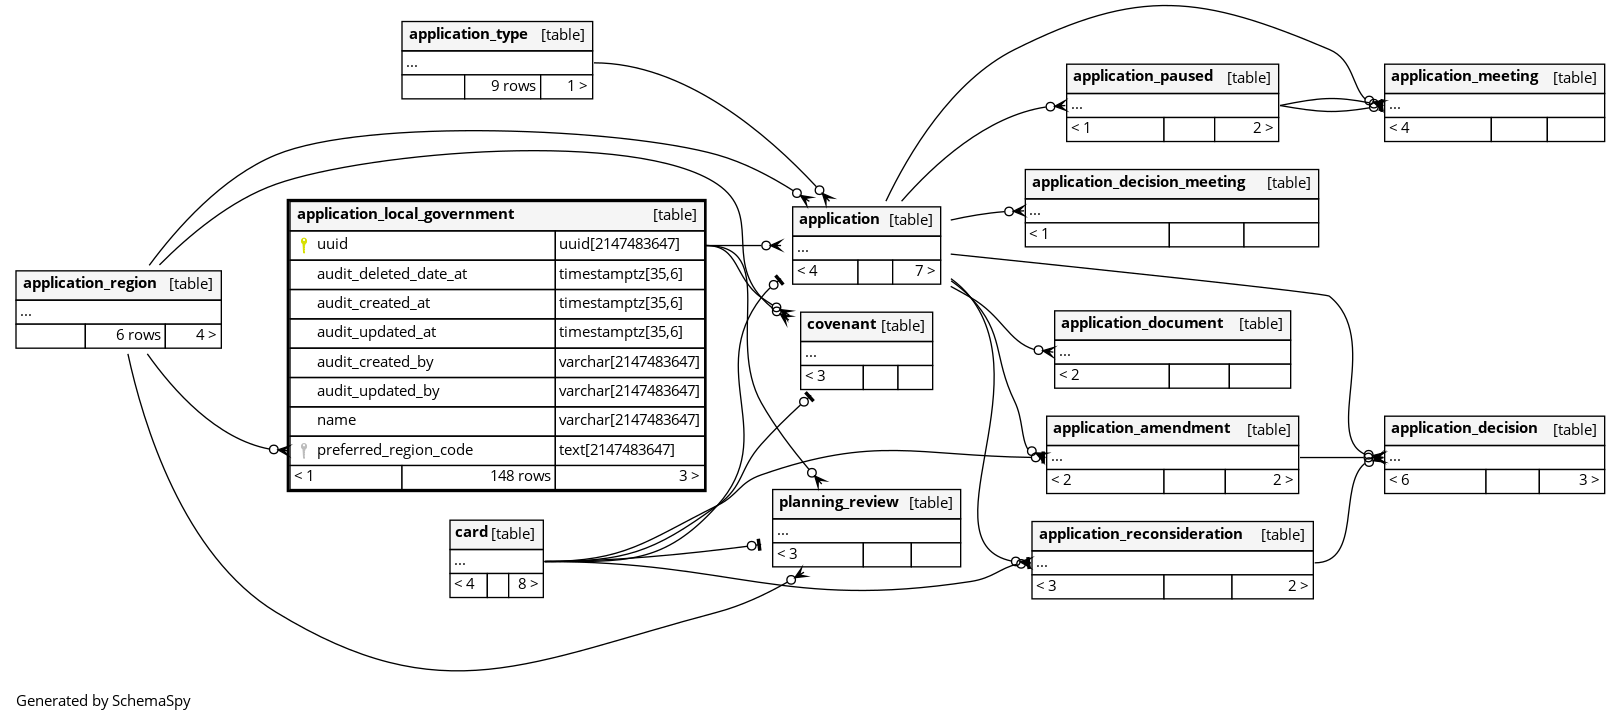 application_type [table]
...
9 rows 1 >
application_paused [table]
...
< 1 2 >
application_meeting [table]
...
< 4
application_decision_meeting [table]
...
< 1
application [table]
...
< 4 7 >
application_local_government [table]
uuid uuid[2147483647]
audit_deleted_date_at timestamptz[35,6]
audit_created_at timestamptz[35,6]
audit_updated_at timestamptz[35,6]
audit_created_by varchar[2147483647]
audit_updated_by varchar[2147483647]
name varchar[2147483647]
preferred_region_code text[2147483647]
< 1 148 rows 3 >
application_region [table]
...
6 rows 4 >
covenant [table]
...
< 3
application_document [table]
...
< 2
application_amendment [table]
...
< 2 2 >
application_decision [table]
...
< 6 3 >
planning_review [table]
...
< 3
card [table]
...
< 4 8 >
application_reconsideration [table]
...
< 3 2 >
Generated by SchemaSpy